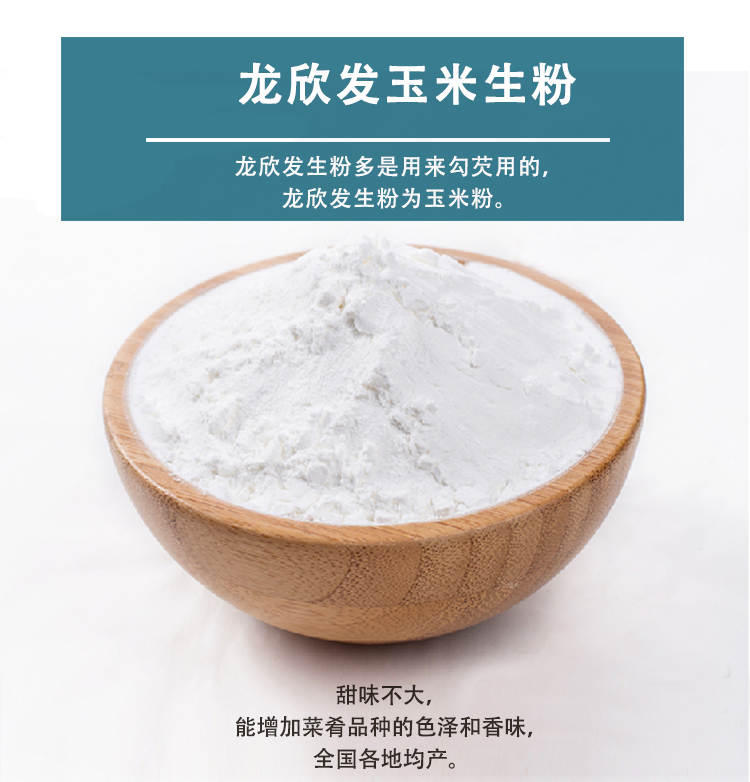 龙欣发玉米生粉
龙欣发生粉多是用来勾芡用的,
龙欣发生粉为玉米粉。
甜味不大,
能增加菜肴品种的色泽和香味,
全国各地均产。